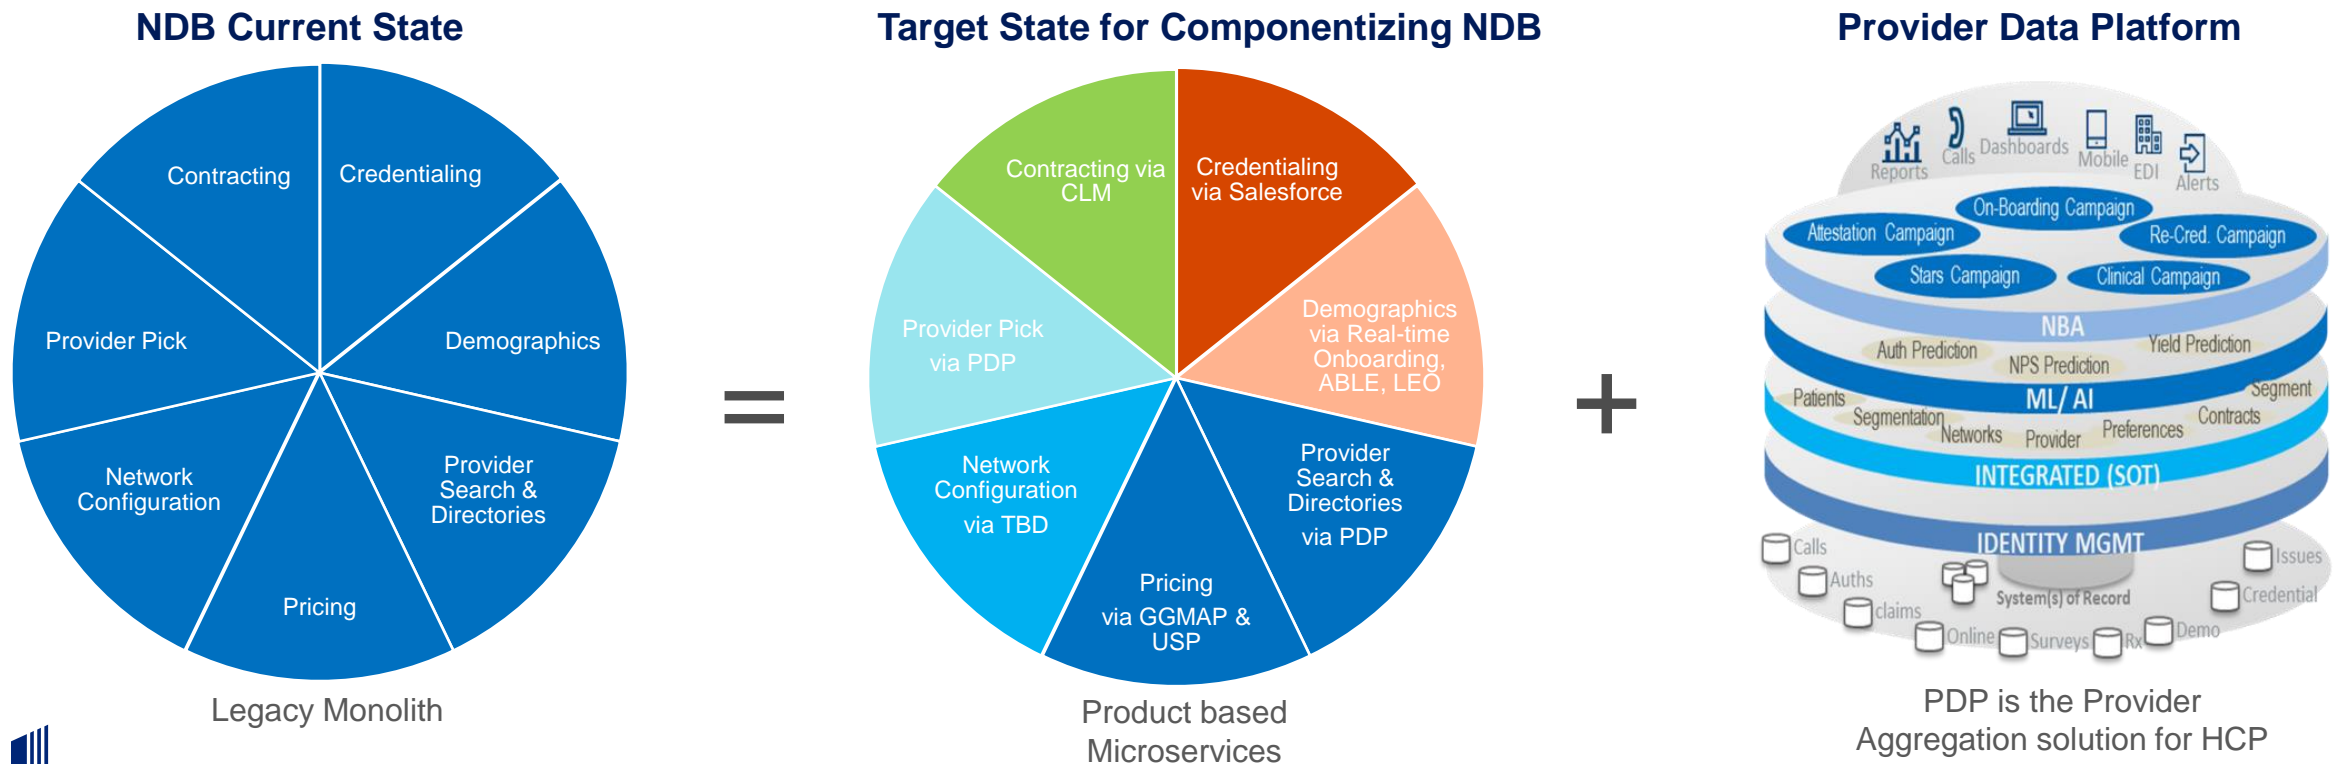 NDB Current State
Contracting
Credentialing
Provider Pick
Demographics
Network
Configuration
Provider
Search &
Directories
Pricing
Legacy Monolith
=
Target State for Componentizing NDB
Contracting via
CLM
Credentialing
via Salesforce
Provider Pick
via PDP
Demographics
via Real-time
Onboarding,
ABLE, LEO
Network
Configuration
via TBD
Provider
Search &
Directories
via PDP
Pricing
via GGMAP &
USP
Product based
Microservices
+
Provider Data Platform
Reports
Calls
Dashboards
Mobile
EDI
Alerts
On-Boarding Campaign
Attestation Campaign
Re-Cred. Campaign
Stars Campaign
Clinical Campaign
NBA
Auth Prediction
NPS Prediction
Yield Prediction
ML/ AI
Patients
Segmentation
Networks
Provider
Preferences
Contracts
Segment
INTEGRATED (SOT)
IDENTITY MGMT
Calls
Auths
claims
Online
Surveys
Rx
Demo
Credential
Issues
System(s) of Record
PDP is the Provider
Aggregation solution for HCP